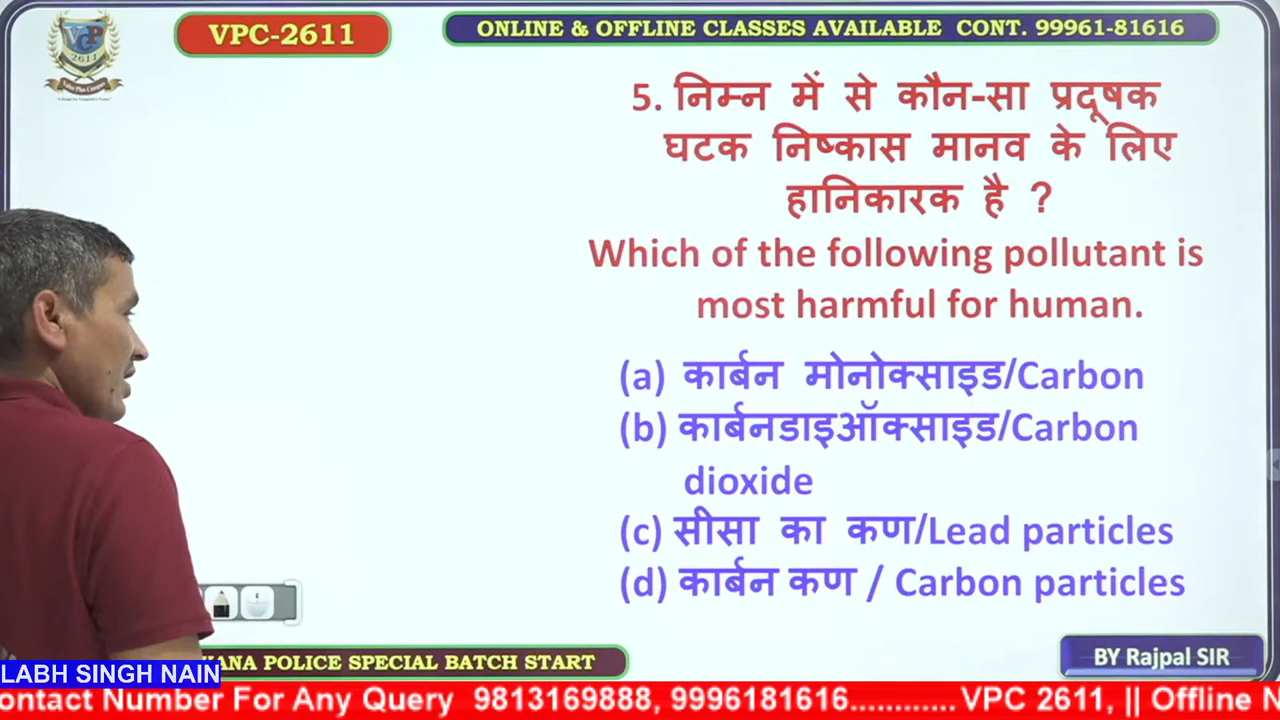 VPC-2611
ONLINE & OFFLINE CLASSES AVAILABLE CONT. 99961-81616
VCP
2611
5. निम्न में से कौन-सा प्रदूषक
घटक निष्कास मानव के लिए
हानिकारक है ?
Which of the following pollutant is
most harmful for human.
(a) कार्बन मोनोक्साइड/Carbon
(b) कार्बनडाइऑक्साइड/Carbon
dioxide
(c) सीसा का कण/Lead particles
(d) कार्बन कण / Carbon particles
POLICE SPECIAL BATCH START
BY Rajpal SIR
LABH SINGH NAIN
ontact Number For Any Query 9813169888, 9996181616............ VPC 2611, || Offline N